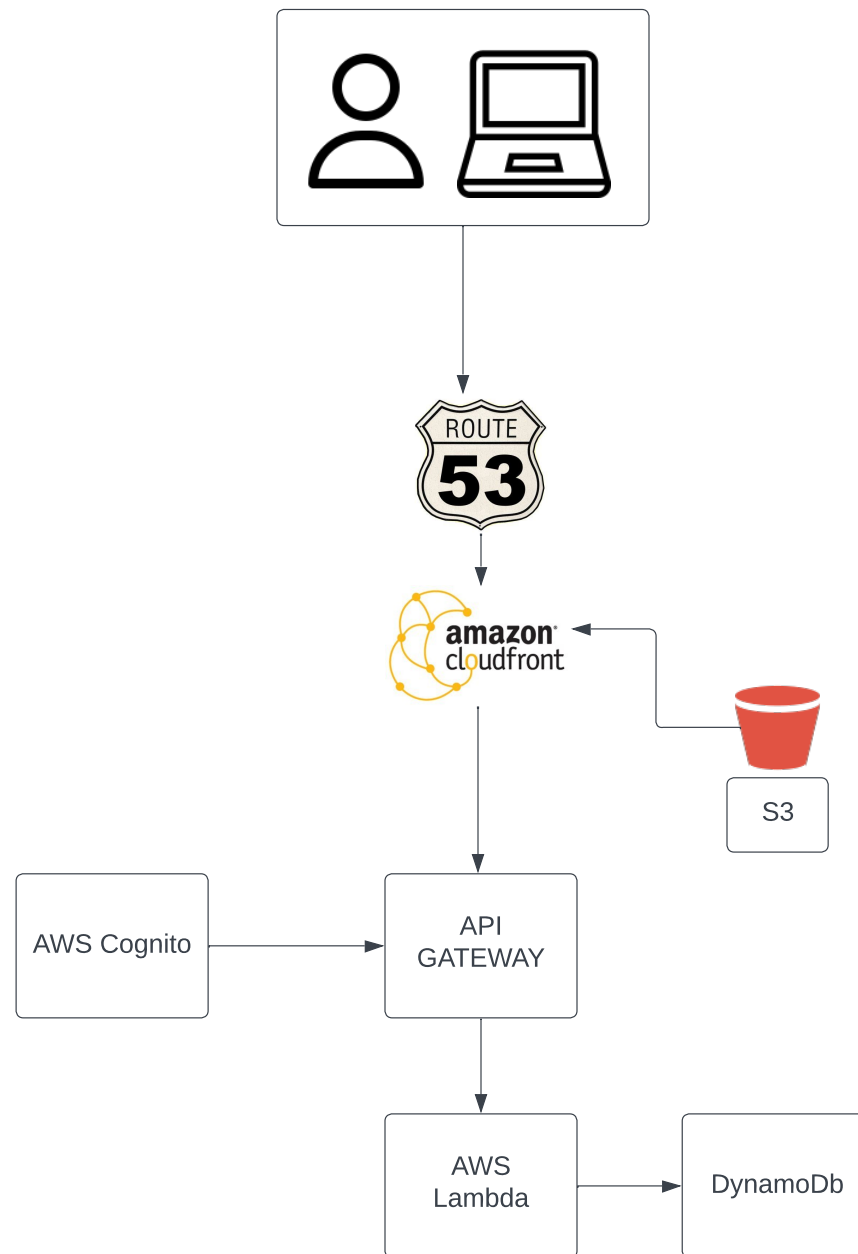 ROUTE
53
amazon
cloudfront
S3
AWS Cognito
API
GATEWAY
AWS
Lambda
DynamoDb